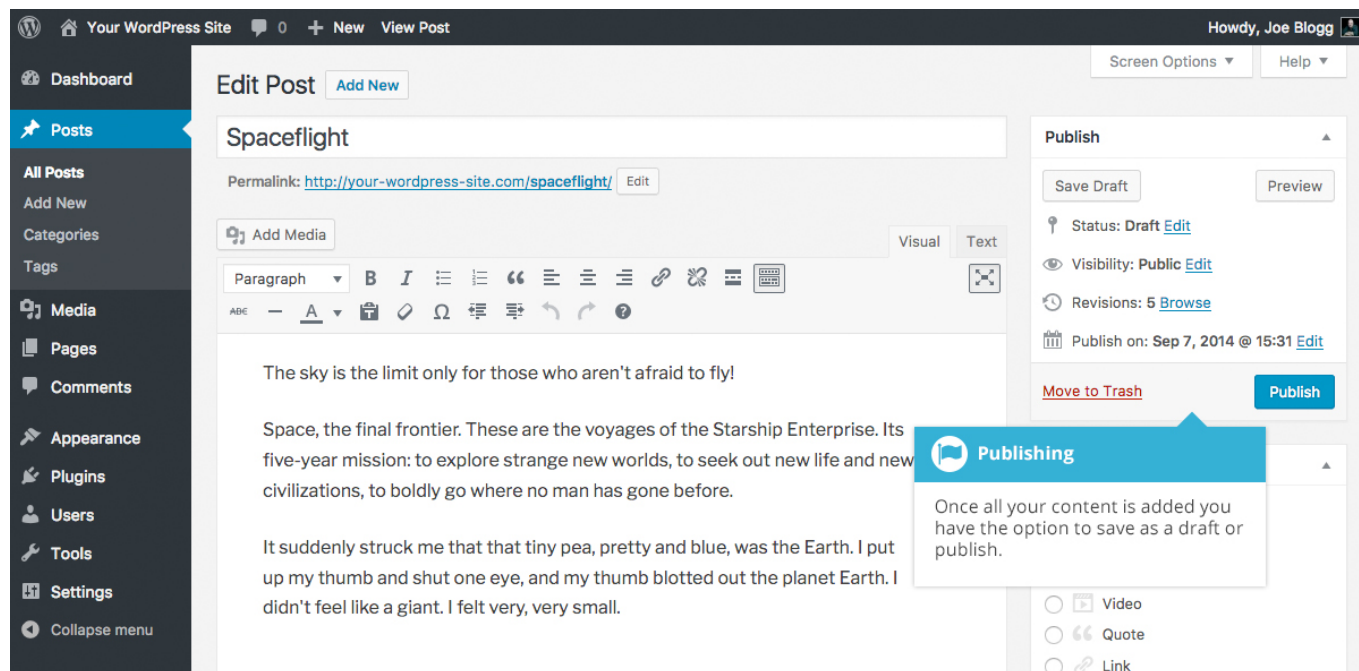 Your WordPress Site 0 New View Post Howdy, Joe Blogg
Screen Options Help
Dashboard
Posts
All Posts
Add New
Categories
Tags
Media
Pages
Comments
Appearance
Plugins
Users
Tools
Settings
Collapse menu
Edit Post Add New
Spaceflight
Permalink: http://your-wordpress-site.com/spaceflight/ Edit
Add Media
Visual Text
Paragraph B I
ABC A Ω
The sky is the limit only for those who aren't afraid to fly!
Space, the final frontier. These are the voyages of the Starship Enterprise. Its
five-year mission: to explore strange new worlds, to seek out new life and new
civilizations, to boldly go where no man has gone before.
It suddenly struck me that that tiny pea, pretty and blue, was the Earth. I put
up my thumb and shut one eye, and my thumb blotted out the planet Earth. I
didn't feel like a giant. I felt very, very small.
Publish
Save Draft Preview
Status: Draft Edit
Visibility: Public Edit
Revisions: 5 Browse
Publish on: Sep 7, 2014 @ 15:31 Edit
Move to Trash Publish
Publishing
Once all your content is added you
have the option to save as a draft or
publish.
Video
Quote
Link